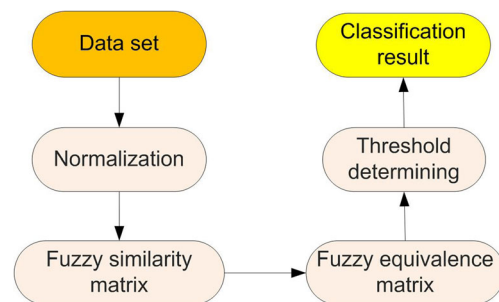 Data set
Normalization
Fuzzy similarity
matrix
Fuzzy equivalence
matrix
Threshold
determining
Classification
result